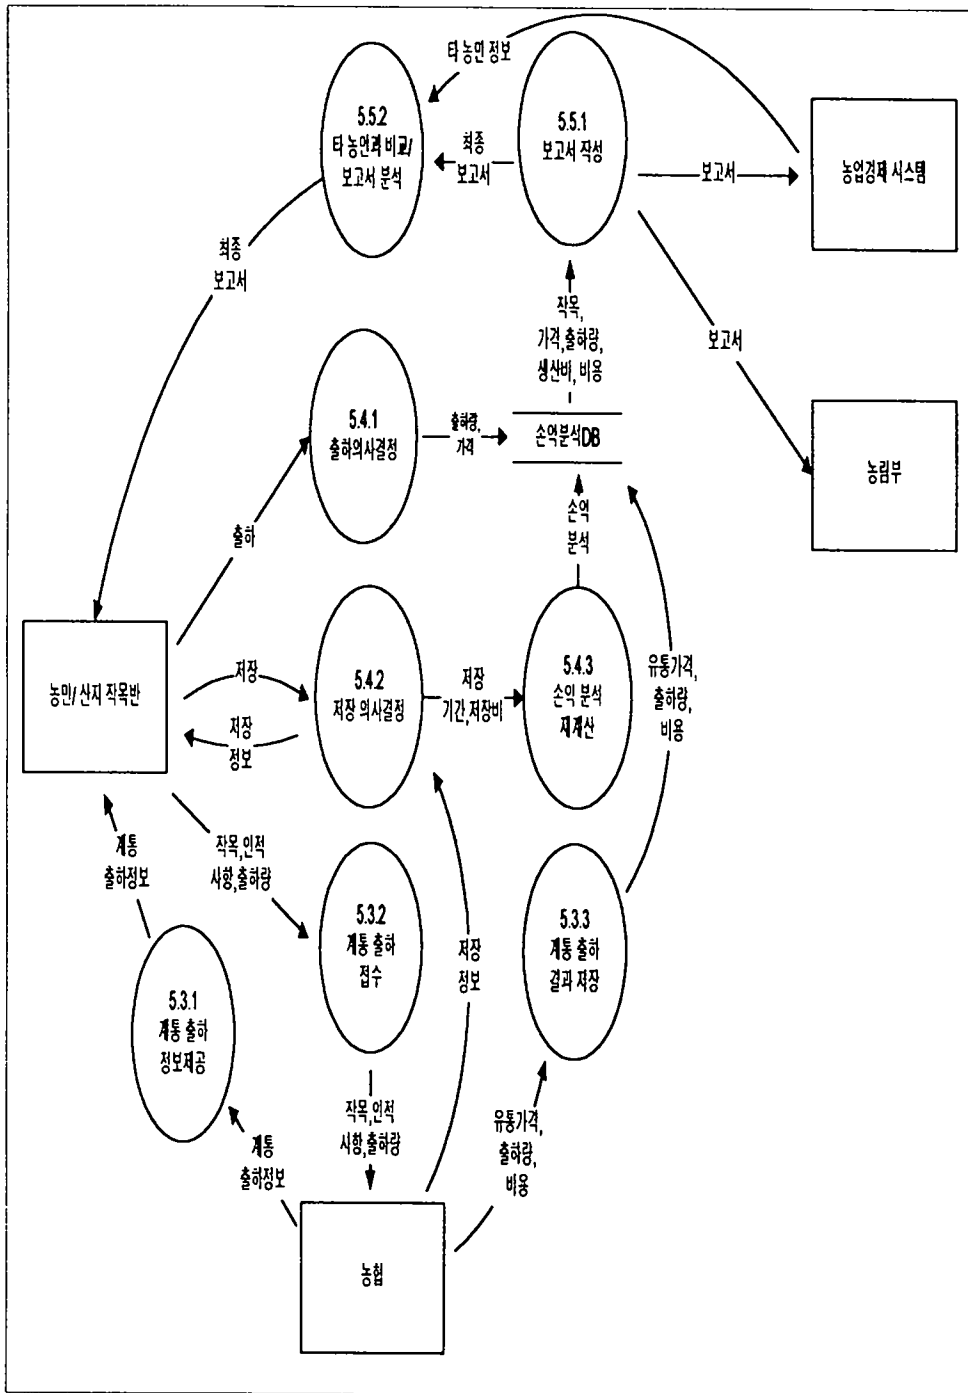 타 농민 정보
5.5.2
타 농민과 비교/
보고서 분석
최종
보고서
5.5.1
보고서 작성
보고서
농업경제 시스템
최종
보고서
보고서
작목,
가격,출하량,
생산비, 비용
5.4.1
출하의사결정
출하량,
가격
손익분석DB
농림부
출하
손익
분석
농민/ 산지 작목반
저장
저장
정보
5.4.2
저장 의사결정
저장
기간,저장비
5.4.3
손익 분석
재계산
유통가격,
출하량,
비용
계통
출하정보
작목,인적
사항,출하량
5.3.2
계통 출하
접수
저장
정보
5.3.3
계통 출하
결과 저장
5.3.1
계통 출하
정보제공
작목,인적
사항,출하량
유통가격,
출하량,
비용
계통
출하정보
농협